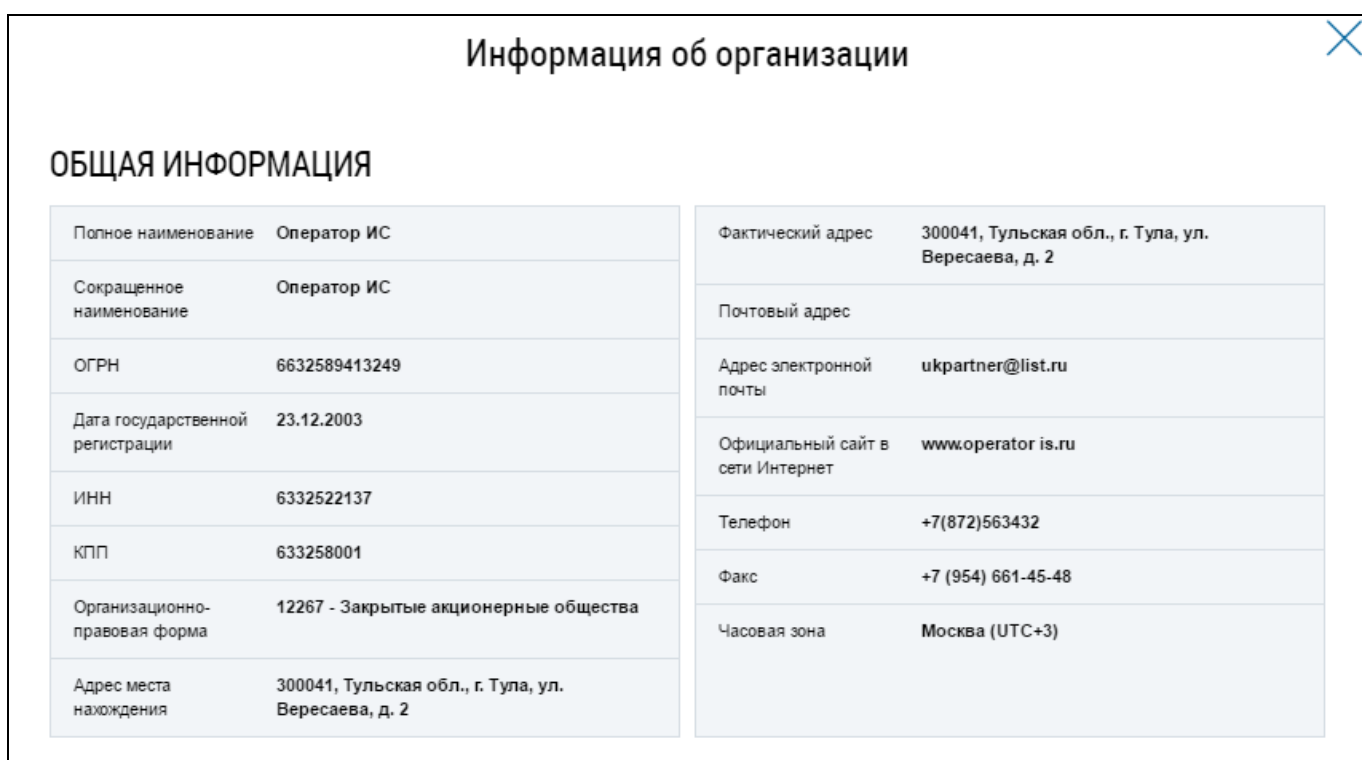 Информация об организации
ОБЩАЯ ИНФОРМАЦИЯ
Полное наименование Оператор ИС
Сокращенное Оператор ИС
наименование
ОГРН 6632589413249
Дата государственной 23.12.2003
регистрации
ИНН 6332522137
КПП 633258001
Организационно- 12267 - Закрытые акционерные общества
правовая форма
Адрес места 300041, Тульская обл., г. Тула, ул.
нахождения Вересаева, д. 2
Фактический адрес 300041, Тульская обл., г. Тула, ул.
Вересаева, д. 2
Почтовый адрес
Адрес электронной ukpartner@list.ru
почты
Официальный сайт в www.operator is.ru
сети Интернет
Телефон +7(872)563432
Факс +7 (954) 661-45-48
Часовая зона Москва (UTC+3)